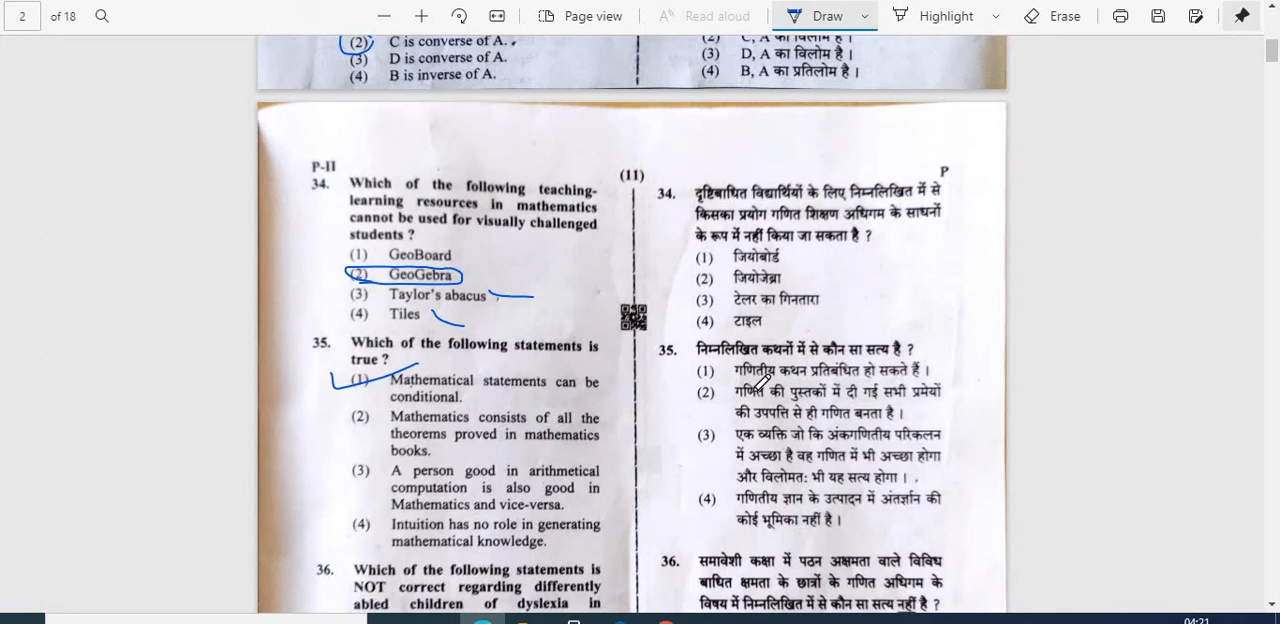 2
of 18
Page view
Read aloud
Draw
Highlight
Erase
(2) C is converse of A.
(3) D is converse of A.
(4) B is inverse of A.
(3) D, A का विलोम है ।
(4) B, A का प्रतिलोम है ।
P-II
(11)
P
34. Which of the following teaching-
learning resources in mathematics
cannot be used for visually challenged
students ?
(1) GeoBoard
(2) GeoGebra
(3) Taylor's abacus
(4) Tiles
35. Which of the following statements is
true ?
(1) Mathematical statements can be
conditional.
(2) Mathematics consists of all the
theorems proved in mathematics
books.
(3) A person good in arithmetical
computation is also good in
Mathematics and vice-versa.
(4) Intuition has no role in generating
mathematical knowledge.
36. Which of the following statements is
NOT correct regarding differently
abled children of dyslexia in
34. दृष्टिबाधित विद्यार्थियों के लिए निम्नलिखित में से
किसका प्रयोग गणित शिक्षण अधिगम के साधनों
के रूप में नहीं किया जा सकता है ?
(1) जियोबोर्ड
(2) जियोजेब्रा
(3) टेलर का गिनतारा
(4) टाइल
35. निम्नलिखित कथनों में से कौन सा सत्य है ?
(1) गणितीय कथन प्रतिबंधित हो सकते हैं ।
(2) गणित की पुस्तकों में दी गई सभी प्रमेयों
की उपपत्ति से ही गणित बनता है ।
(3) एक व्यक्ति जो कि अंकगणितीय परिकलन
में अच्छा है वह गणित में भी अच्छा होगा
और विलोमत: भी यह सत्य होगा ।
(4) गणितीय ज्ञान के उत्पादन में अंतर्ज्ञान की
कोई भूमिका नहीं है ।
36. समावेशी कक्षा में पठन अक्षमता वाले विविध
बाधित क्षमता के छात्रों के गणित अधिगम के
विषय में निम्नलिखित में से कौन सा सत्य नहीं है ?